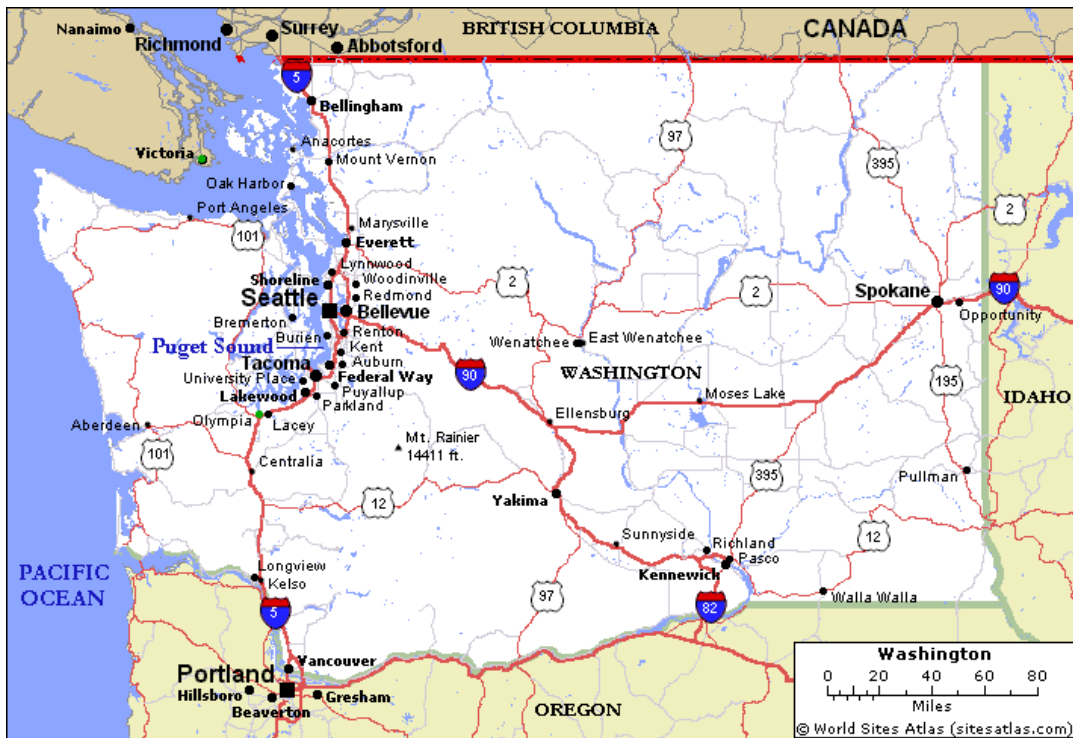 Nanaimo
Richmond
Surrey
Abbotsford
BRITISH COLUMBIA
CANADA
5
Bellingham
97
395
Anacortes
Victoria
Mount Vernon
Oak Harbor
Port Angeles
2
101
Marysville
Everett
Lynnwood
Shoreline
Woodinville
2
2
Spokane
90
Seattle
Redmond
Bellevue
Opportunity
Bremerton
Burien
Renton
Puget Sound
Kent
Wenatchee
East Wenatchee
Tacoma
Auburn
University Place
Federal Way
90
WASHINGTON
195
Lakewood
Puyallup
Parkland
Moses Lake
IDAHO
Olympia
Lacey
Ellensburg
Aberdeen
Mt. Rainier
14411 ft.
101
Centralia
395
Pullman
12
Yakima
12
Sunnyside
Richland
Pasco
Longview
Kennewick
PACIFIC
OCEAN
Kelso
97
82
Walla Walla
5
Vancouver
Portland
Hillsboro
Gresham
Beaverton
OREGON
Washington
0 20 40 60 80
Miles
© World Sites Atlas (sitesatlas.com)